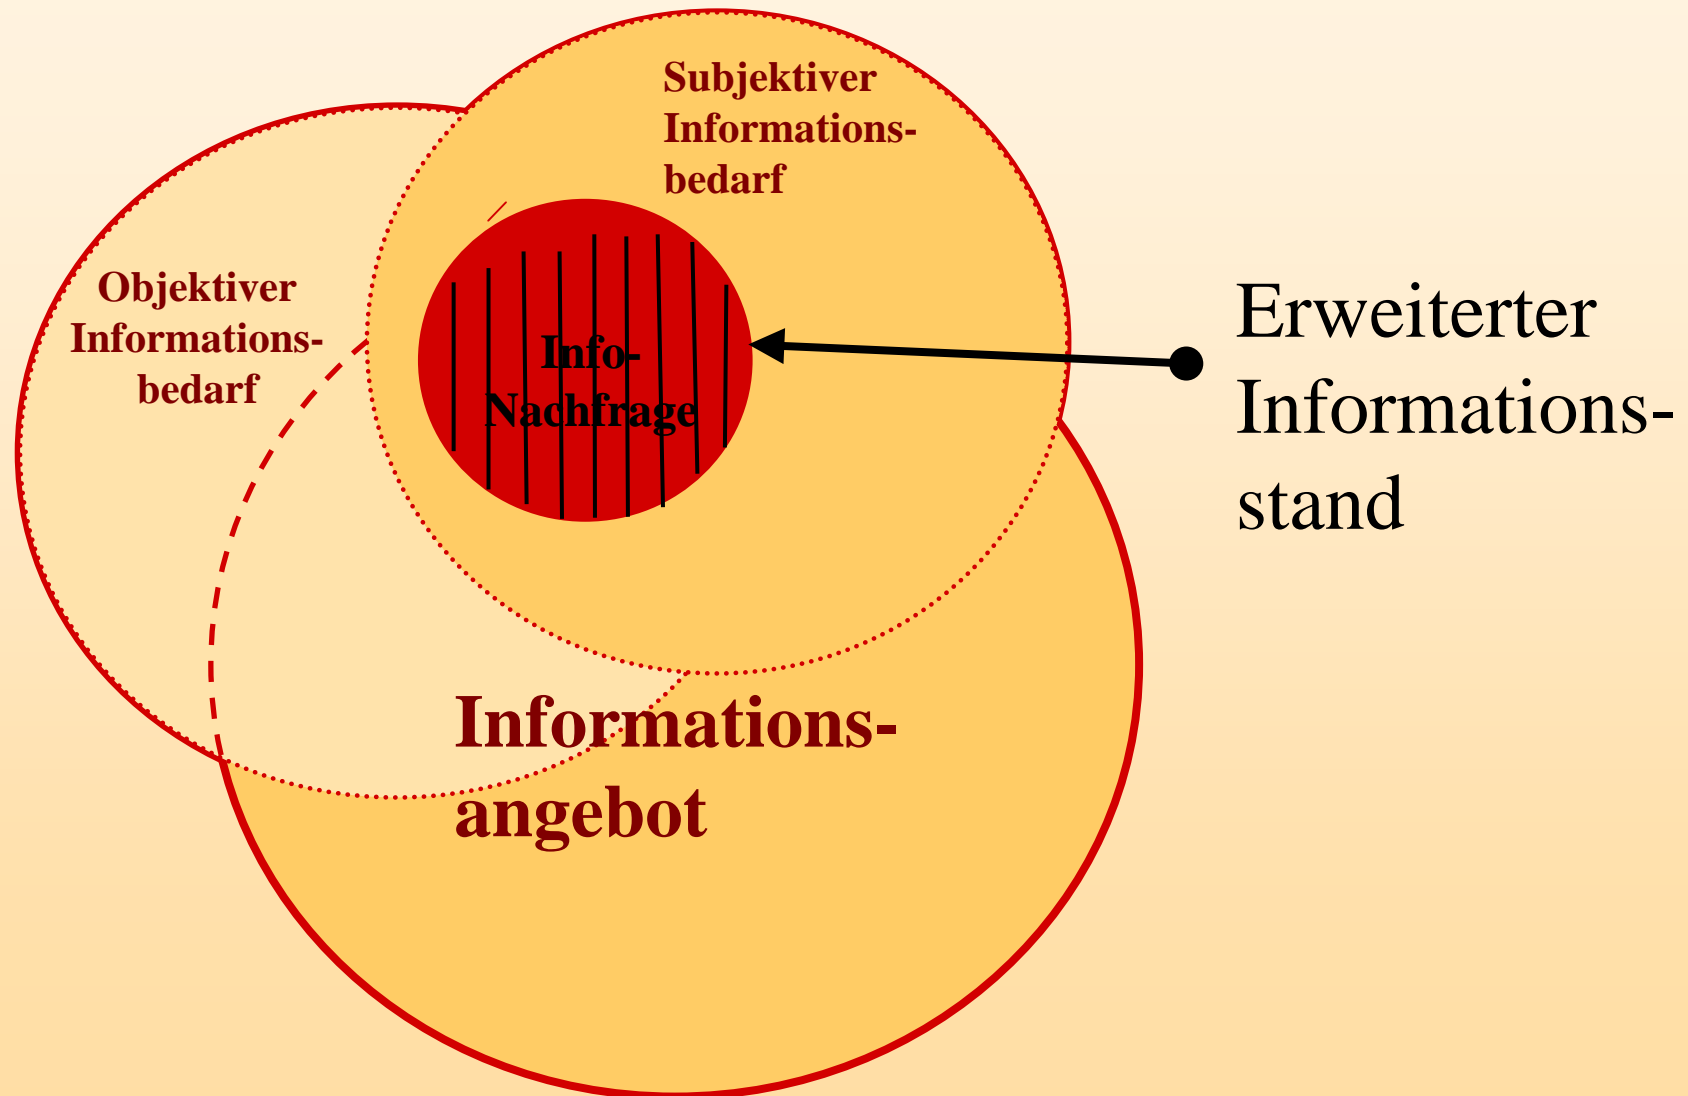 Subjektiver
Informations-
bedarf
Objektiver
Informations-
bedarf
Info-
Nachfrage
Erweiterter
Informations-
stand
Informations-
angebot